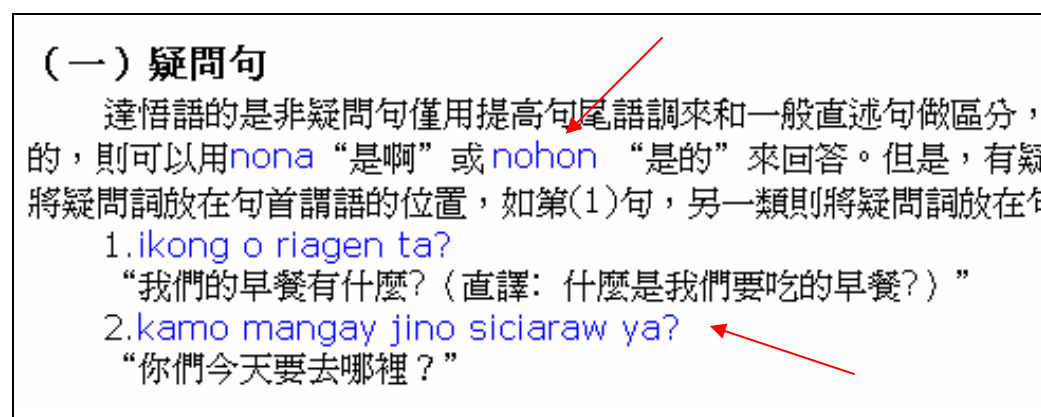 （一）疑問句
達悟語的是非疑問句僅用提高句尾語調來和一般直述句做區分，
的，則可以用nona “是啊” 或 nohon “是的” 來回答。但是，有疑
將疑問詞放在句首謂語的位置，如第(1)句，另一類則將疑問詞放在句
1.ikong o riagen ta?
“我們的早餐有什麼?（直譯: 什麼是我們要吃的早餐?）”
2.kamo mangay jino siciaraw ya?
“你們今天要去哪裡？”